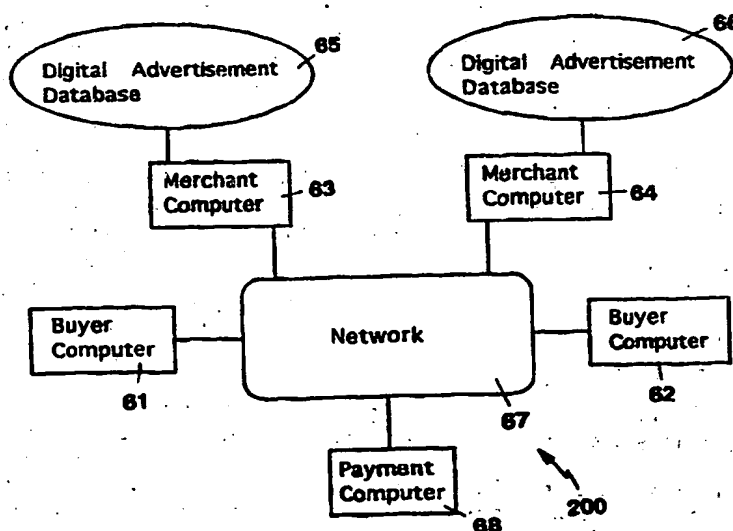 65
66
Digital Advertisement
Database
Digital Advertisement
Database
Merchant
Computer
63
Merchant
Computer
64
Buyer
Computer
61
Network
Buyer
Computer
62
67
Payment
Computer
68
200